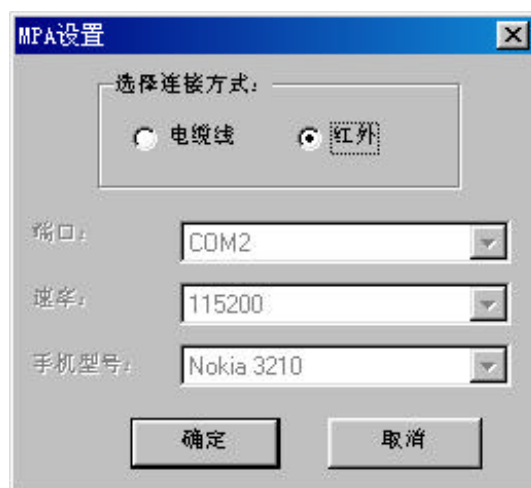 MPA设置
选择连接方式:
电缆线 红外
端口: COM2
速率: 115200
手机型号: Nokia 3210
确定 取消